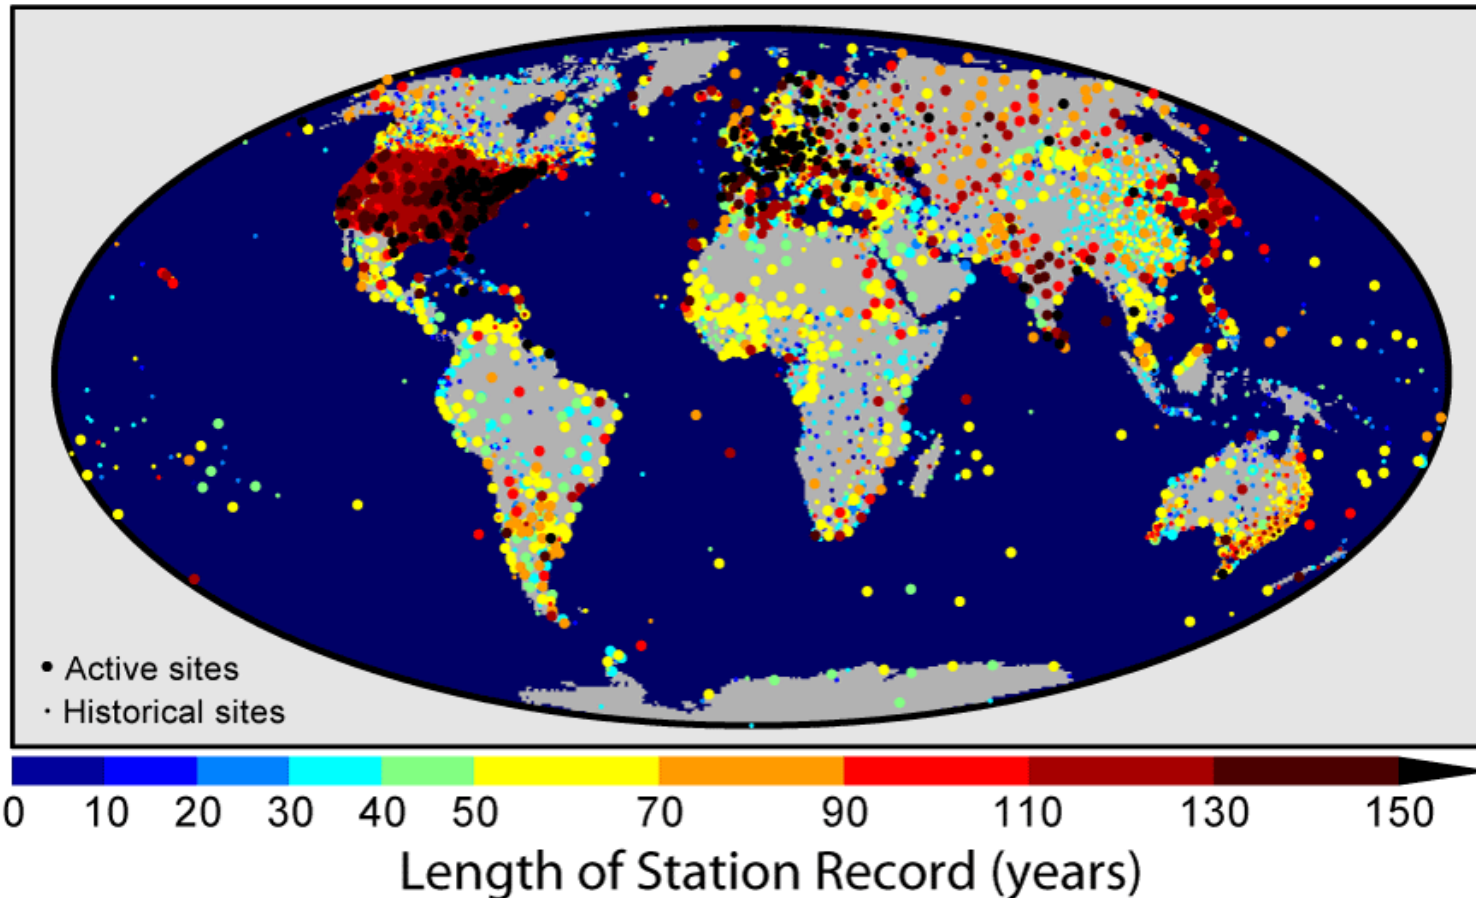 • Active sites
· Historical sites
0 10 20 30 40 50 70 90 110 130 150
Length of Station Record (years)